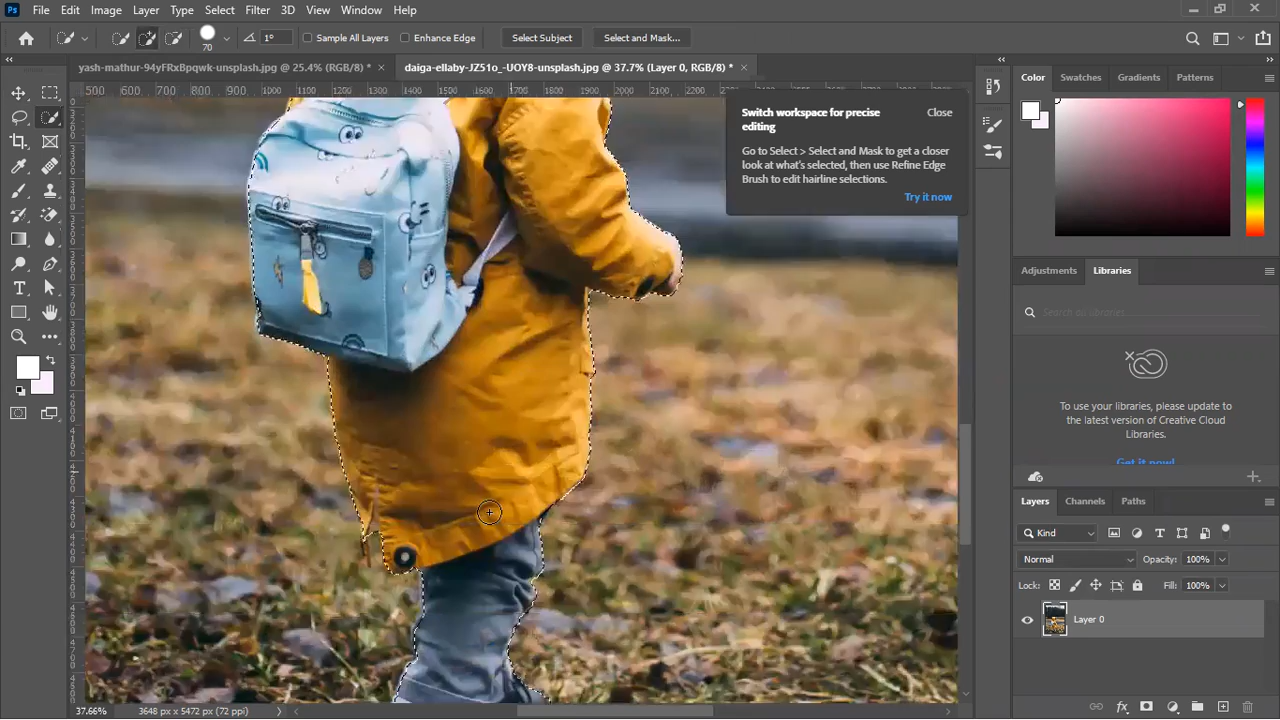 Ps File Edit Image Layer Type Select Filter 3D View Window Help
70 1° Sample All Layers Enhance Edge Select Subject Select and Mask...
yash-mathur-94yFRxBpqwk-unsplash.jpg @ 25.4% (RGB/8) * daiga-ellaby-JZ51o_-UOY8-unsplash.jpg @ 37.7% (Layer 0, RGB/8) *
500 600 700 800 900 1000 1100 1200 1300 1400 1500 1600 1700 1800 1900 2000 2100 2200
Switch workspace for precise
editing
Close
Go to Select > Select and Mask to get a closer
look at what's selected, then use Refine Edge
Brush to edit hairline selections.
Try it now
Color Swatches Gradients Patterns
Adjustments Libraries
Search all libraries
To use your libraries, please update to
the latest version of Creative Cloud
Libraries.
Get it now!
Layers Channels Paths
Kind
Normal Opacity: 100%
Lock: Fill: 100%
Layer 0
fx
37.66% 3648 px x 5472 px (72 ppi)